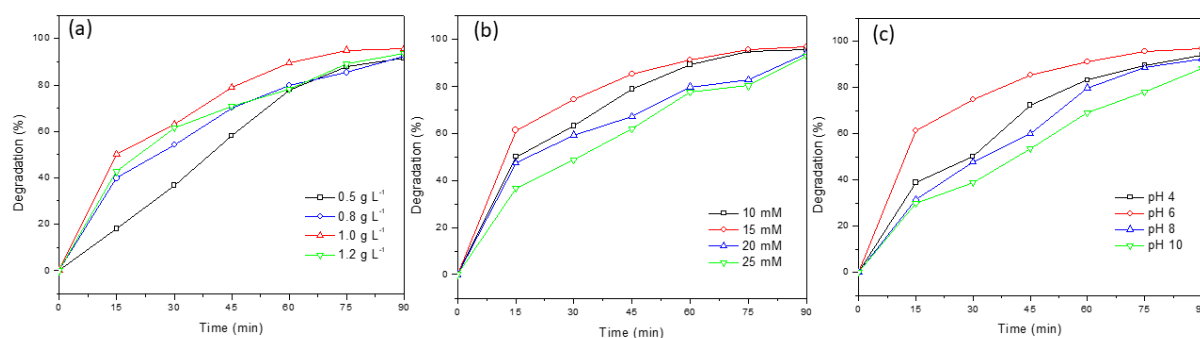 (a)
100
80
60
40
20
0
Degradation (%)
0 15 30 45 60 75 90
Time (min)
0.5 g L⁻¹
0.8 g L⁻¹
1.0 g L⁻¹
1.2 g L⁻¹
(b)
100
80
60
40
20
0
Degradation (%)
0 15 30 45 60 75 90
Time (min)
10 mM
15 mM
20 mM
25 mM
(c)
100
80
60
40
20
0
Degradation (%)
0 15 30 45 60 75 90
Time (min)
pH 4
pH 6
pH 8
pH 10